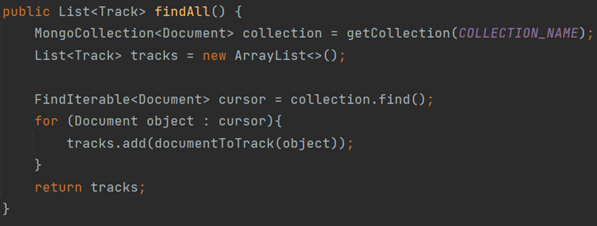 public List<Track> findAll() {
    MongoCollection<Document> collection = getCollection(COLLECTION_NAME);
    List<Track> tracks = new ArrayList<>();

    FindIterable<Document> cursor = collection.find();
    for (Document object : cursor){
        tracks.add(documentToTrack(object));
    }
    return tracks;
}